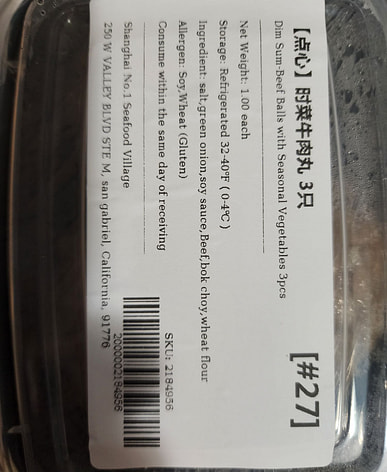 【点心】时菜牛肉丸 3只
Dim Sum-Beef Balls with Seasonal Vegetables 3pcs
[#27]
Net Weight: 1.00 each
Storage: Refrigerated 32-40℉ ( 0-4℃ )
Ingredient: salt,green onion,soy sauce,Beef,bok choy,wheat flour
Allergen: Soy,Wheat (Gluten)
Consume within the same day of receiving
SKU: 2184956
Shanghai No.1 Seafood Village
250 W VALLEY BLVD STE M, san gabriel, California, 91776
2000002184956